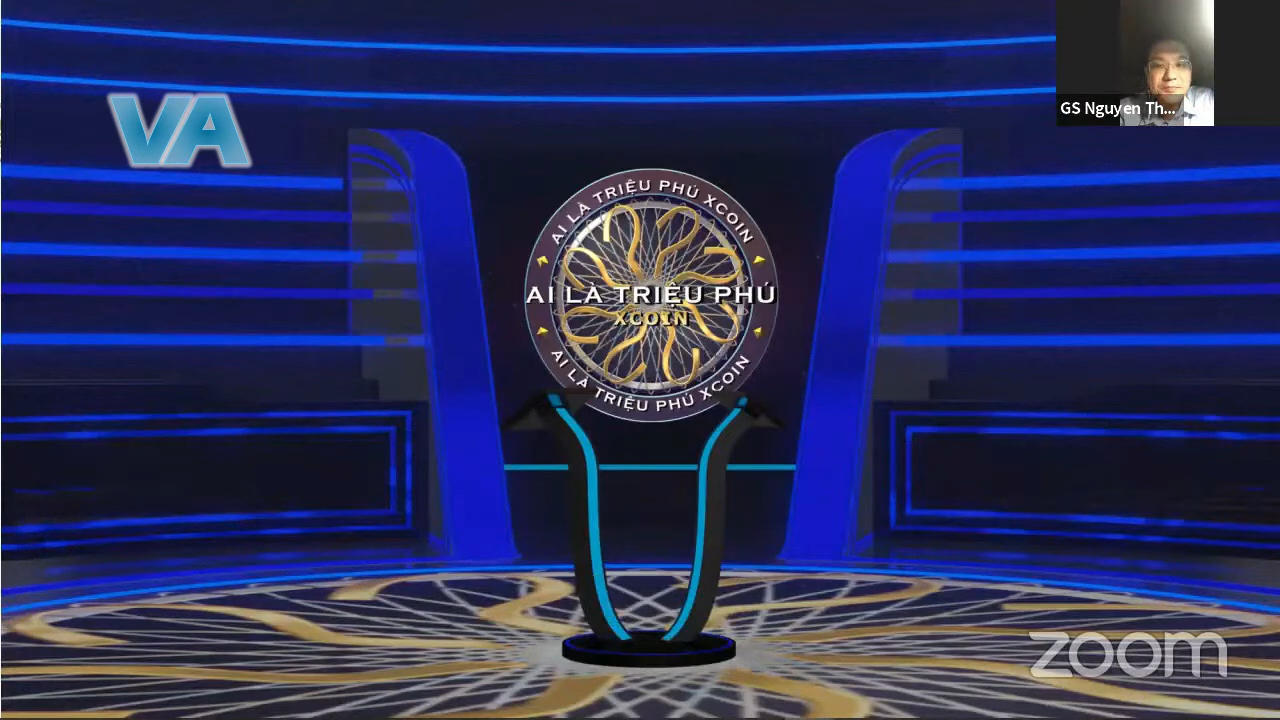 VA
GS Nguyen Th...
AI LÀ TRIỆU PHÚ XCOIN
AI LÀ TRIỆU PHÚ
XCOIN
AI LÀ TRIỆU PHÚ XCOIN
zoom